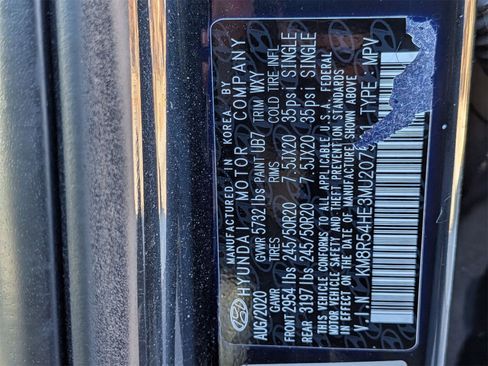 HYUNDAI MOTOR COMPANY
MANUFACTURED IN KOREA BY
AUG/2020 GVWR 5732 lbs PAINT UB7 TRIM WXY
GAWR TIRES RIMS COLD TIRE-INFL
FRONT 2954 lbs 245/50R20 7.5JX20 35psi SINGLE
REAR 3197 lbs 245/50R20 7.5JX20 35psi SINGLE
THIS VEHICLE CONFORMS TO ALL APPLICABLE U.S.A. FEDERAL
MOTOR VEHICLE SAFETY AND THEFT PREVENTION STANDARDS
IN EFFECT ON THE DATE OF MANUFACTURE SHOWN ABOVE
V.I.N TYPE: MPV